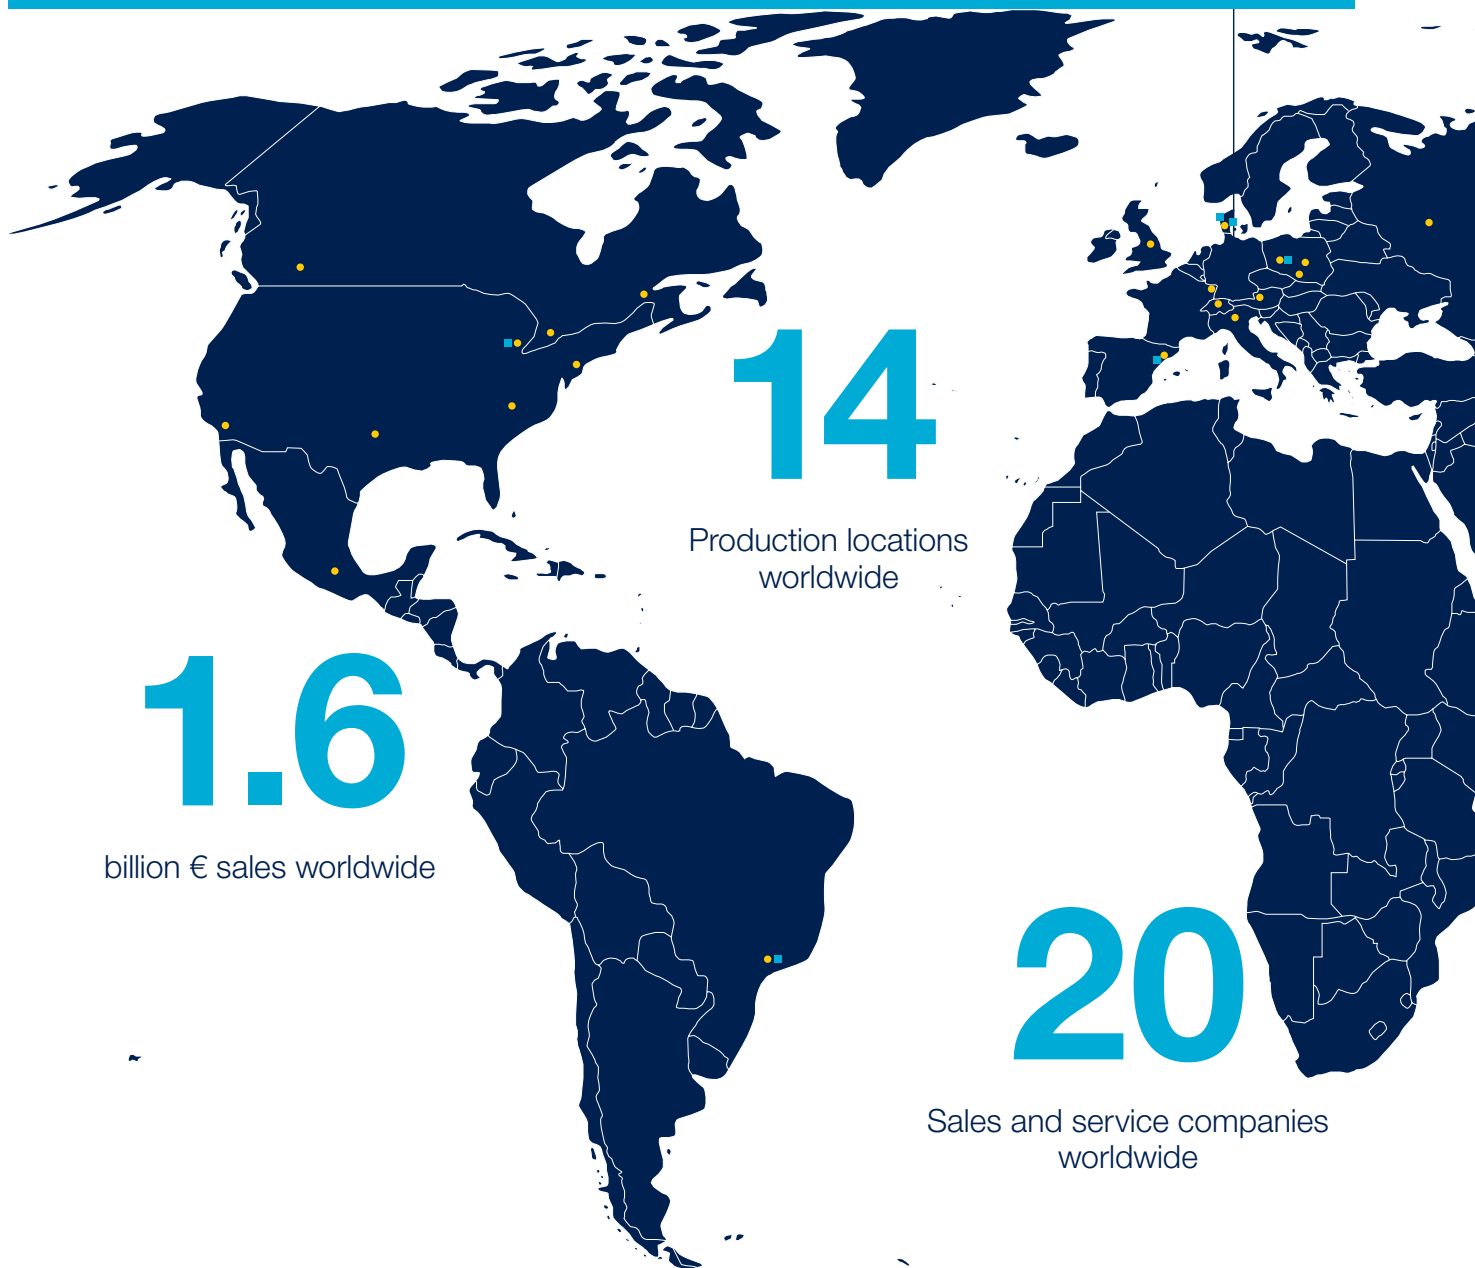 14
Production locations
worldwide
1.6
billion € sales worldwide
20
Sales and service companies
worldwide